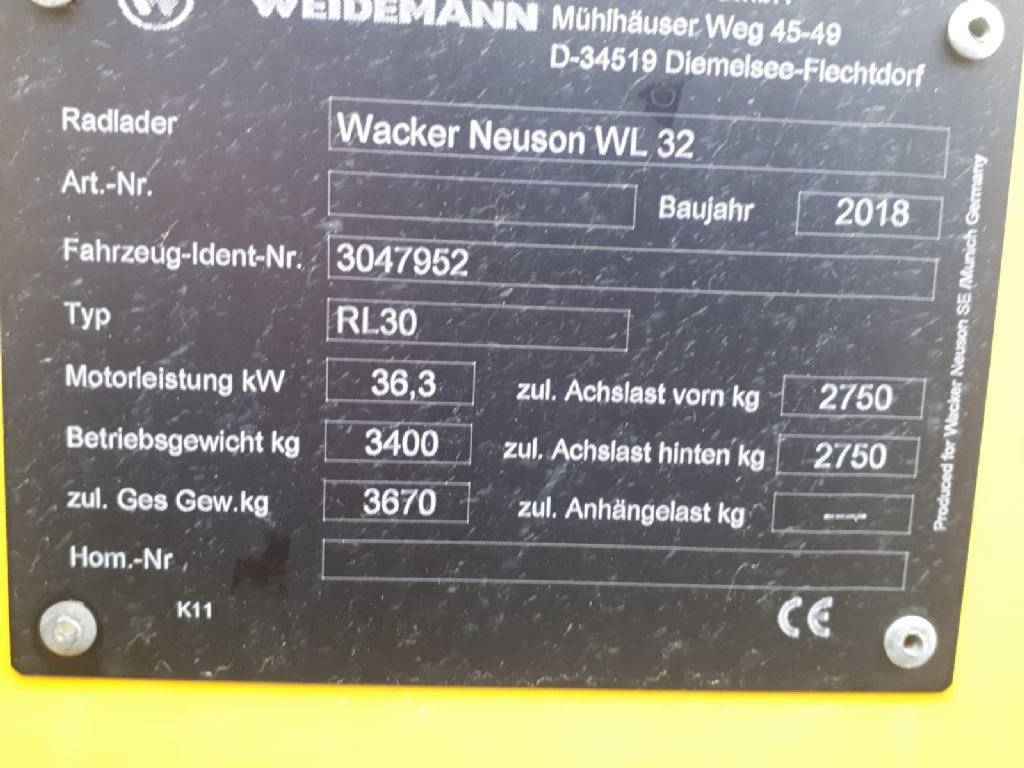 WEIDEMANN
Mühlhäuser Weg 45-49
D-34519 Diemelsee-Flechtdorf
Radlader Wacker Neuson WL 32
Art.-Nr. Baujahr 2018
Fahrzeug-Ident-Nr. 3047952
Typ RL30
Motorleistung kW 36,3 zul. Achslast vorn kg 2750
Betriebsgewicht kg 3400 zul. Achslast hinten kg 2750
zul. Ges Gew.kg 3670 zul. Anhängelast kg ----
Hom.-Nr
K11 CE
Produced for Wacker Neuson SE /Munich Germany